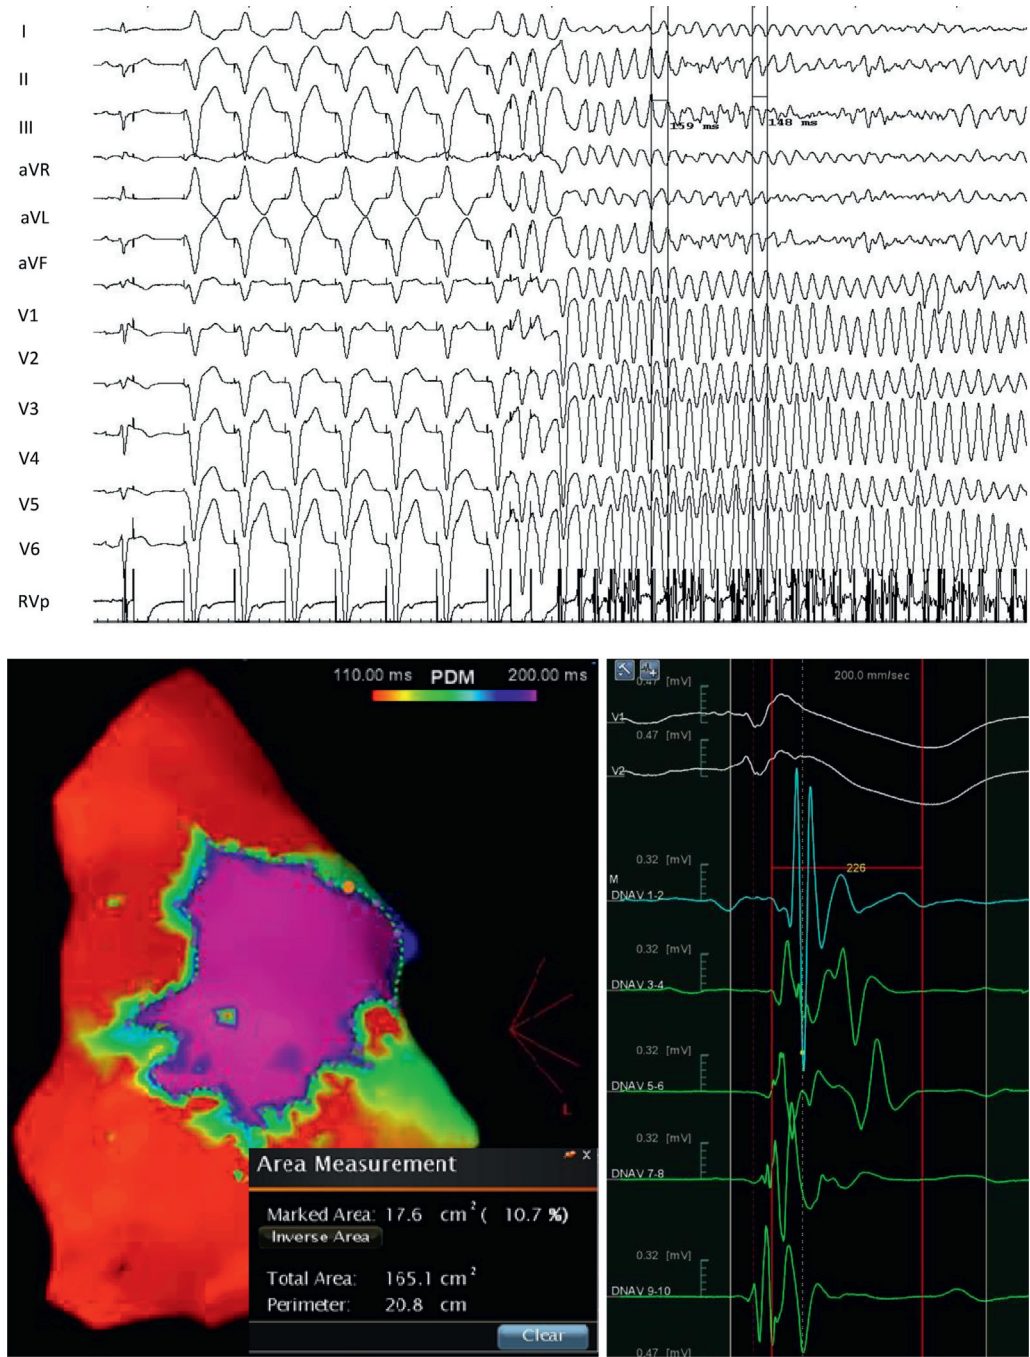 I
II
III
159 ms
148 ms
aVR
aVL
aVF
V1
V2
V3
V4
V5
V6
RVp
110.00 ms PDM 200.00 ms
L
Area Measurement
x
Marked Area: 17.6 cm² ( 10.7 %)
Inverse Area
Total Area: 165.1 cm²
Perimeter: 20.8 cm
Clear
200.0 mm/sec
0.47 [mV]
V1
0.47 [mV]
V2
0.32 [mV]
226
M
DNAV 1-2
0.32 [mV]
DNAV 3-4
0.32 [mV]
DNAV 5-6
0.32 [mV]
DNAV 7-8
0.32 [mV]
DNAV 9-10
0.47 [mV]